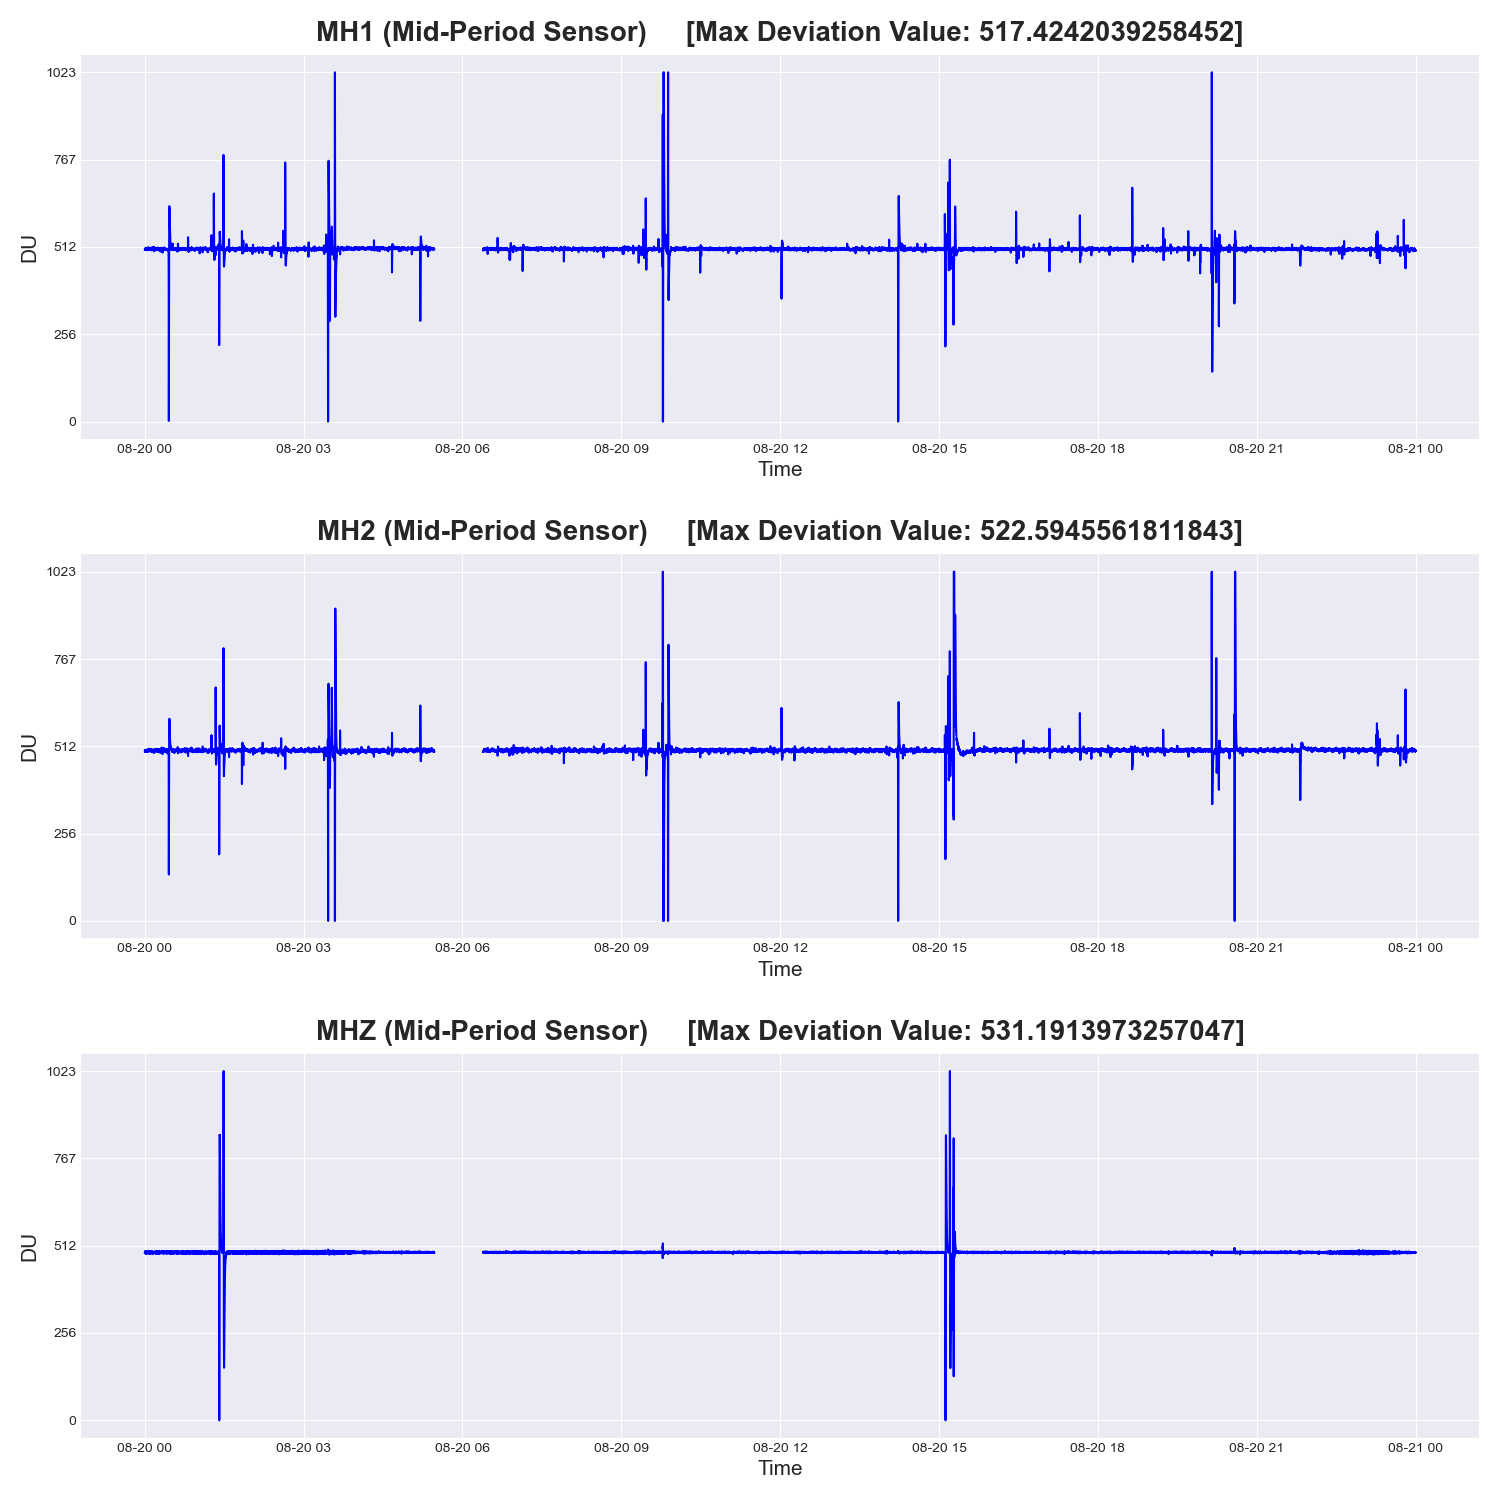 MH1 (Mid-Period Sensor) [Max Deviation Value: 517.4242039258452]
1023
767
512
256
0
DU
08-20 00 08-20 03 08-20 06 08-20 09 08-20 12 08-20 15 08-20 18 08-20 21 08-21 00
Time
MH2 (Mid-Period Sensor) [Max Deviation Value: 522.5945561811843]
1023
767
512
256
0
DU
08-20 00 08-20 03 08-20 06 08-20 09 08-20 12 08-20 15 08-20 18 08-20 21 08-21 00
Time
MHZ (Mid-Period Sensor) [Max Deviation Value: 531.1913973257047]
1023
767
512
256
0
DU
08-20 00 08-20 03 08-20 06 08-20 09 08-20 12 08-20 15 08-20 18 08-20 21 08-21 00
Time